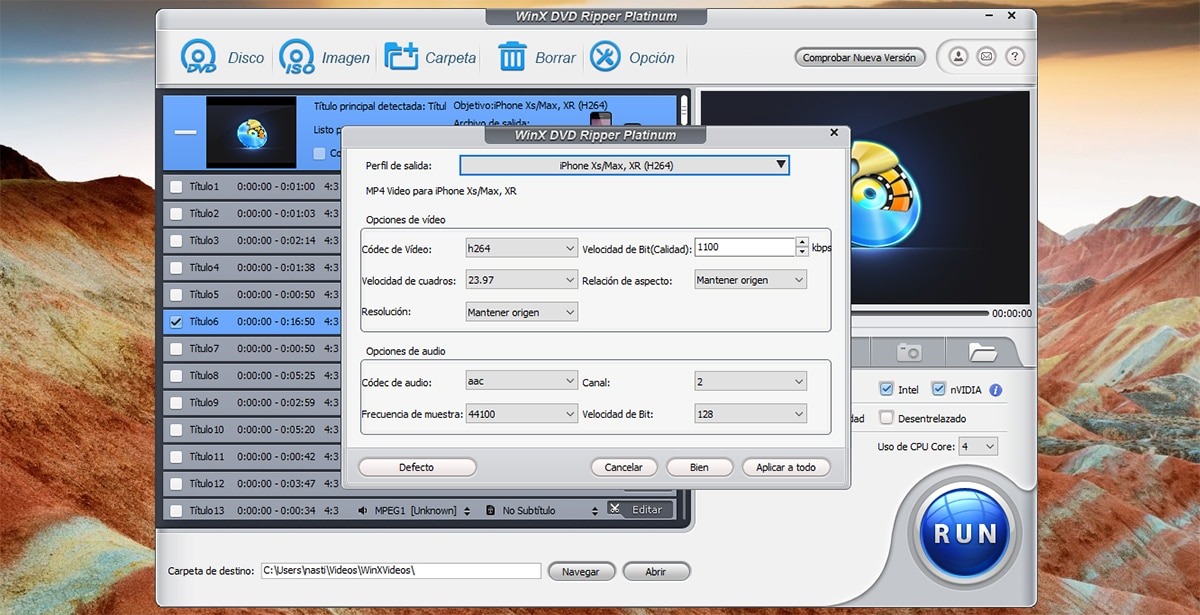 WinX DVD Ripper Platinum
DVD Disco ISO Imagen Carpeta Borrar Opción Comprobar Nueva Versión ?
Título principal detectada: Títul Objetivo:iPhone Xs/Max, XR (H264)
Archivo de salida:
Listo
WinX DVD Ripper Platinum
Perfil de salida: iPhone Xs/Max, XR (H264)
MP4 Video para iPhone Xs/Max, XR
Opciones de vídeo
Códec de Vídeo: h264 Velocidad de Bit(Calidad): 1100 kbps
Velocidad de cuadros: 23.97 Relación de aspecto: Mantener origen
Resolución: Mantener origen
Opciones de audio
Códec de audio: aac Canal: 2
Frecuencia de muestra: 44100 Velocidad de Bit: 128
Defecto Cancelar Bien Aplicar a todo
Título1 0:00:00 - 0:01:00 4:3
Título2 0:00:00 - 0:01:03 4:3
Título3 0:00:00 - 0:02:14 4:3
Título4 0:00:00 - 0:01:38 4:3
Título5 0:00:00 - 0:00:50 4:3
Título6 0:00:00 - 0:16:50 4:3
Título7 0:00:00 - 0:00:50 4:3
Título8 0:00:00 - 0:05:25 4:3
Título9 0:00:00 - 0:02:59 4:3
Título10 0:00:00 - 0:05:20 4:3
Título11 0:00:00 - 0:00:42 4:3
Título12 0:00:00 - 0:03:47 4:3
Título13 0:00:00 - 0:00:34 4:3 MPEG1 [Unknown] No Subtítulo Editar
00:00:00
Intel nVIDIA i
dad Desentrelazado
Uso de CPU Core: 4
RUN
Carpeta de destino: C:\Users\nasti\Videos\WinXVideos\ Navegar Abrir